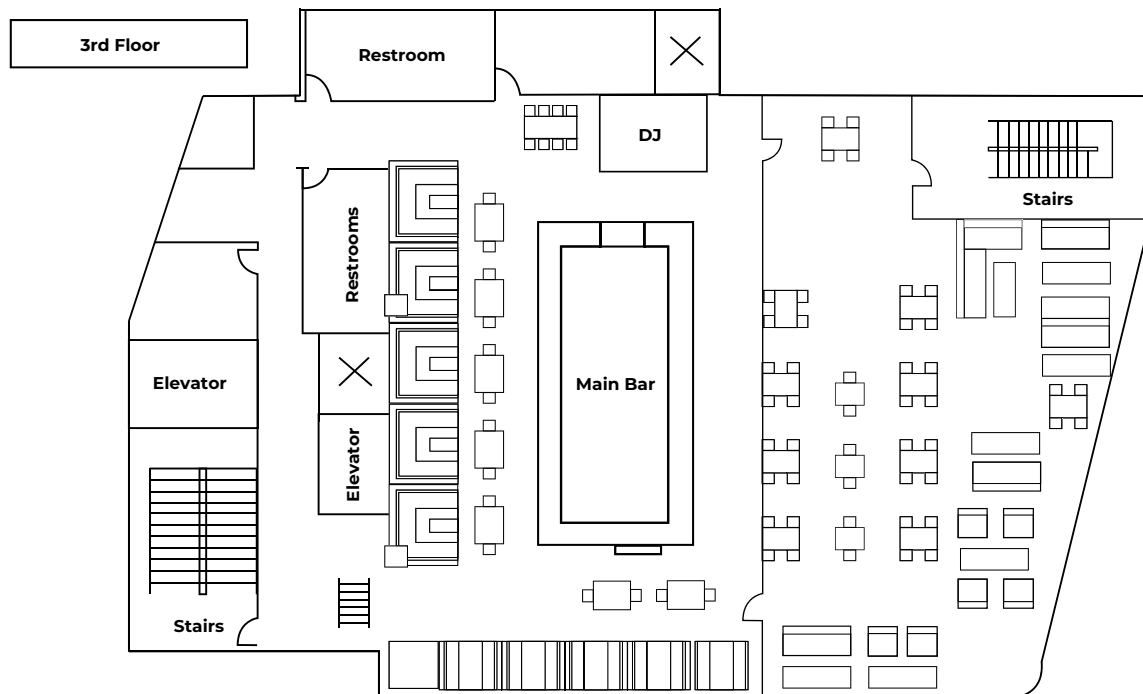 3rd Floor
Restroom
DJ
Stairs
Restrooms
Elevator
Main Bar
Elevator
Stairs